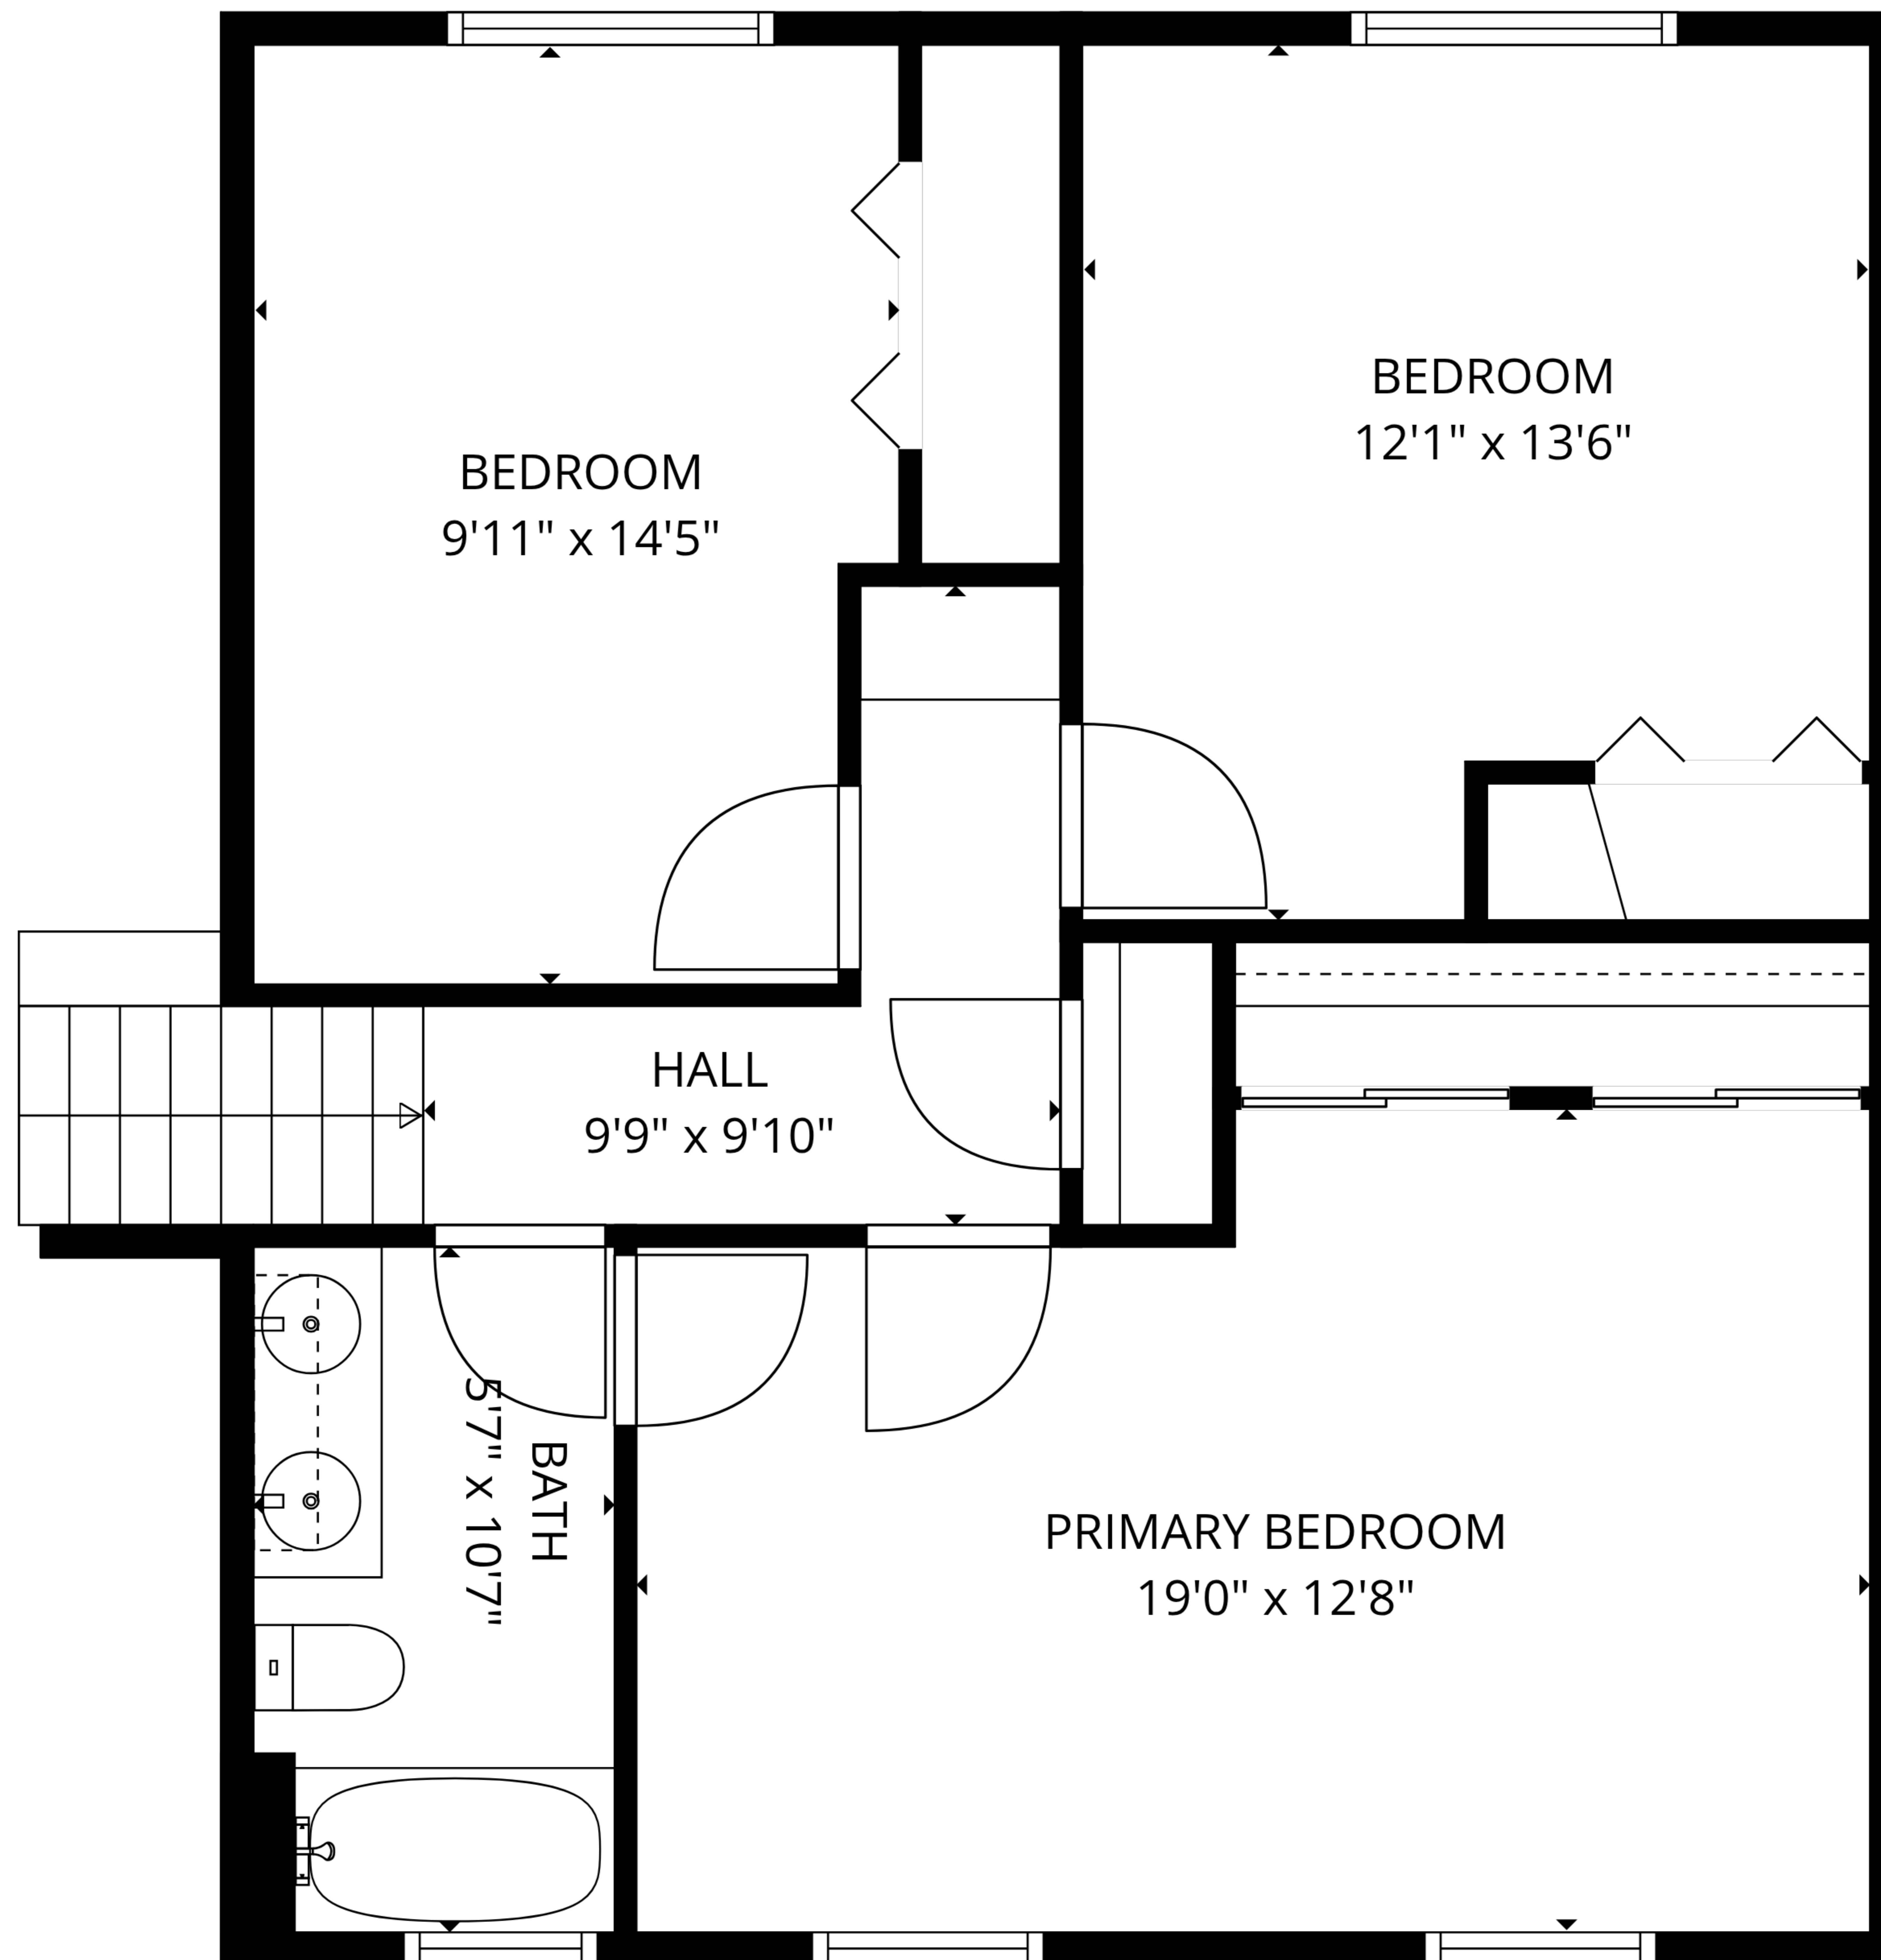 BEDROOM
12'1" x 13'6"
BEDROOM
9'11" x 14'5"
HALL
9'9" x 9'10"
BATH
5'7" x 10'7"
PRIMARY BEDROOM
19'0" x 12'8"